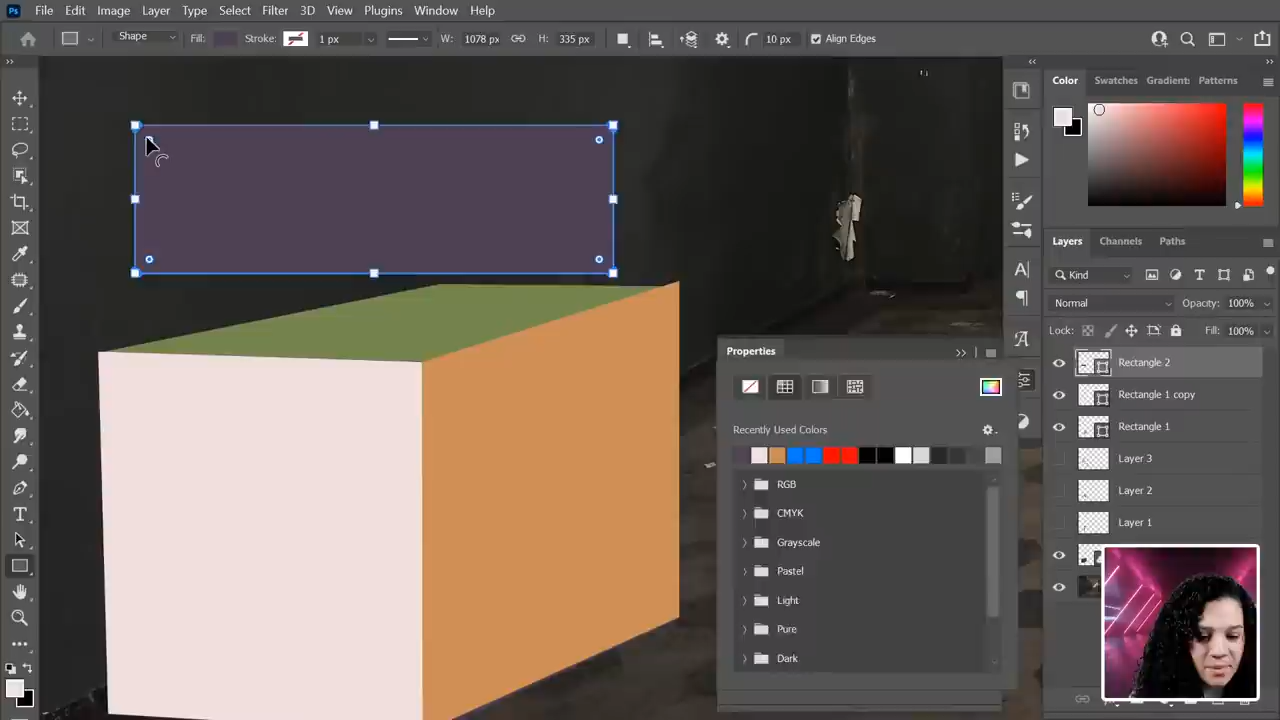 Ps File Edit Image Layer Type Select Filter 3D View Plugins Window Help
Shape Fill: Stroke: 1 px W: 1078 px H: 335 px 10 px Align Edges
Color Swatches Gradient: Patterns
Layers Channels Paths
Kind
Normal Opacity: 100%
Lock: Fill: 100%
Rectangle 2
Rectangle 1 copy
Rectangle 1
Layer 3
Layer 2
Layer 1
Properties
Recently Used Colors
RGB
CMYK
Grayscale
Pastel
Light
Pure
Dark